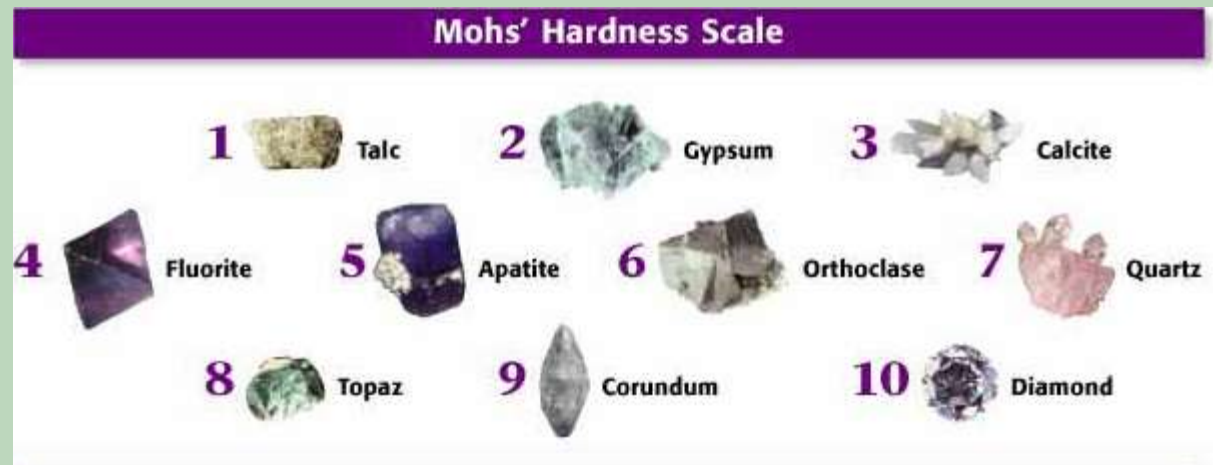 Mohs’ Hardness Scale
1 Talc 2 Gypsum 3 Calcite
4 Fluorite 5 Apatite 6 Orthoclase 7 Quartz
8 Topaz 9 Corundum 10 Diamond